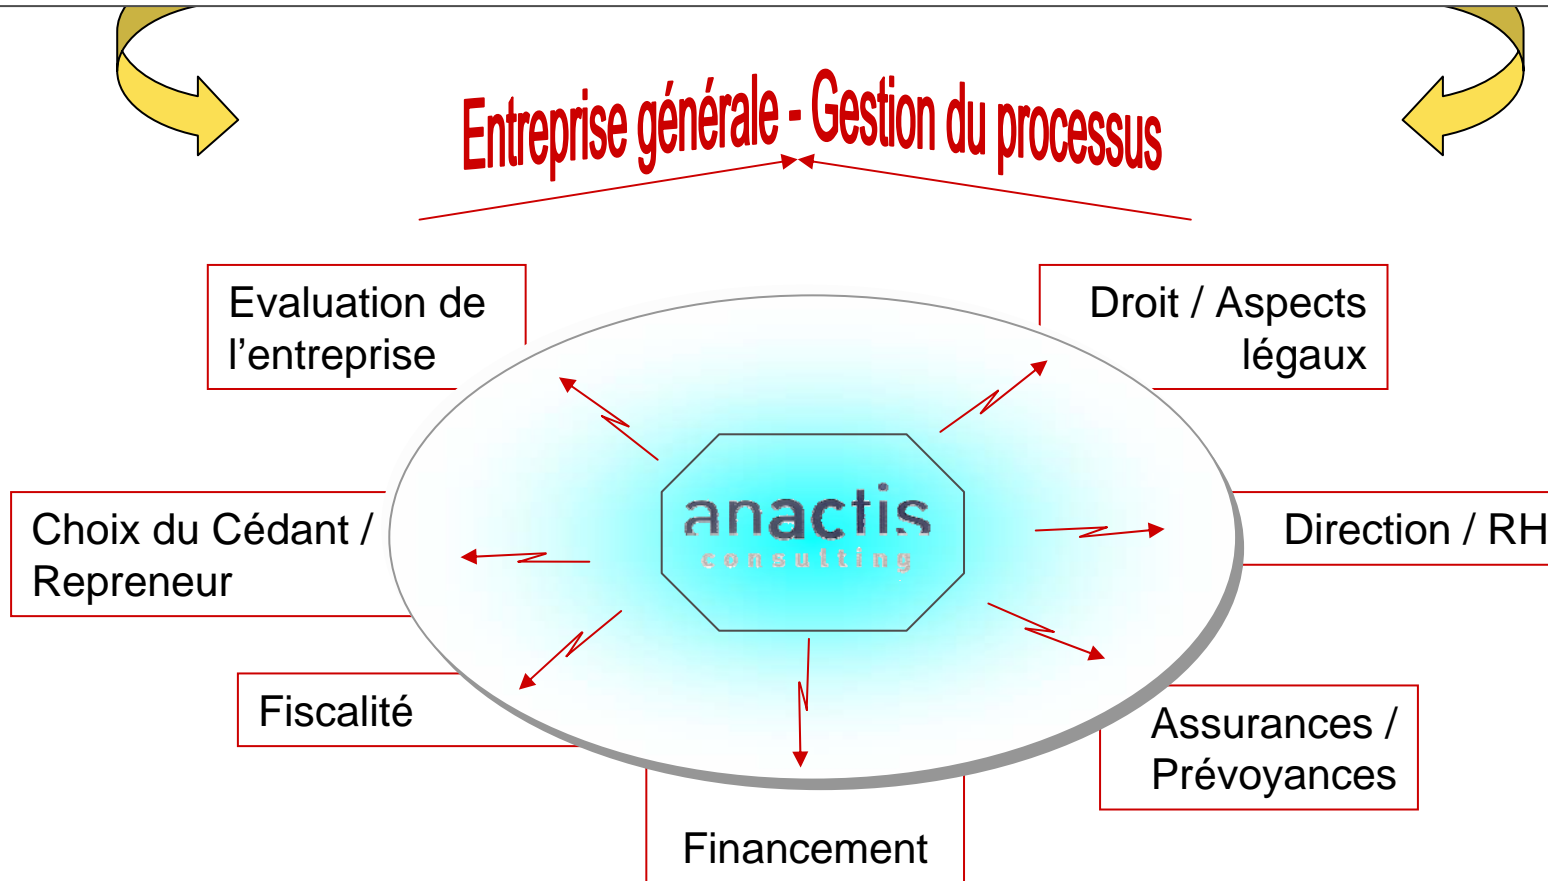 Entreprise générale - Gestion du processus
Evaluation de
l’entreprise
Droit / Aspects
légaux
anactis
consulting
Choix du Cédant /
Repreneur
Direction / RH
Fiscalité
Assurances /
Prévoyances
Financement